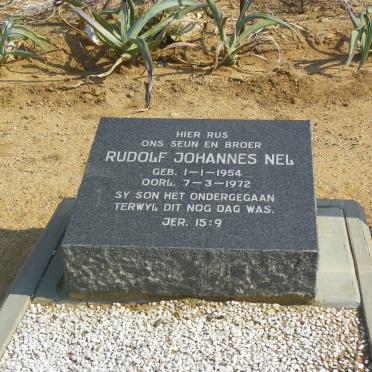 HIER RUS
ONS SEUN EN BROER
RUDOLF JOHANNES NEL
GEB. 1-1-1954
OORL. 7-3-1972
SY SON HET ONDERGEGAAN
TERWYL DIT NOG DAG WAS.
JER. 15:9